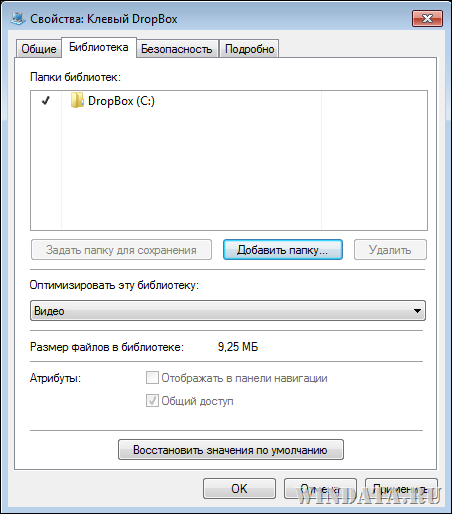 Свойства: Клевый DropBox
Общие Библиотека Безопасность Подробно
Папки библиотек:
DropBox (C:)
Задать папку для сохранения Добавить папку... Удалить
Оптимизировать эту библиотеку:
Видео
Размер файлов в библиотеке: 9,25 МБ
Атрибуты: Отображать в панели навигации
Общий доступ
Восстановить значения по умолчанию
OK Отмена Применить
WINDATA.RU